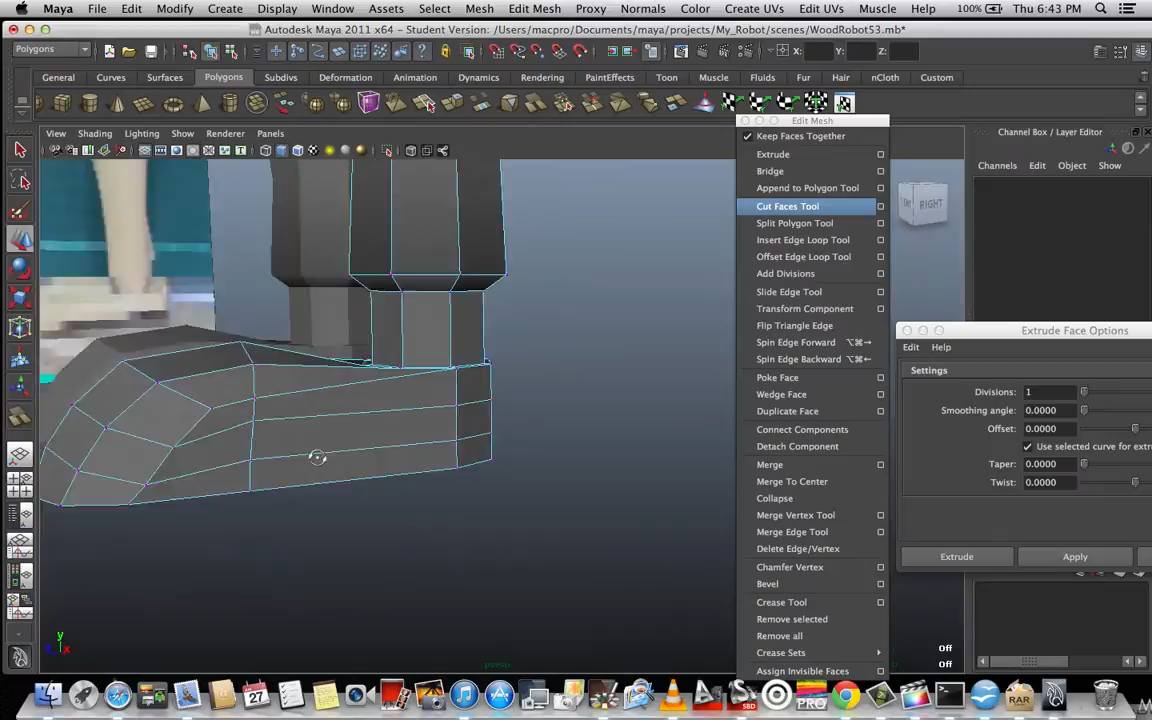 Maya File Edit Modify Create Display Window Assets Select Mesh Edit Mesh Proxy Normals Color Create UVs Edit UVs Muscle Help 100% Thu 6:43 PM
Autodesk Maya 2011 x64 - Student Version: /Users/macpro/Documents/maya/projects/My_Robot/scenes/WoodRobot53.mb*
Polygons X: Y: Z:
General Curves Surfaces Polygons Subdivs Deformation Animation Dynamics Rendering PaintEffects Toon Muscle Fluids Fur Hair nCloth Custom
Edit Mesh
View Shading Lighting Show Renderer Panels
Channel Box / Layer Editor
Channels Edit Object Show
Keep Faces Together
Extrude
Bridge
Append to Polygon Tool
Cut Faces Tool
Split Polygon Tool
Insert Edge Loop Tool
Offset Edge Loop Tool
Add Divisions
Slide Edge Tool
Transform Component
Flip Triangle Edge
Spin Edge Forward ⌥⌘→
Spin Edge Backward ⌥⌘←
Poke Face
Wedge Face
Duplicate Face
Connect Components
Detach Component
Merge
Merge To Center
Collapse
Merge Vertex Tool
Merge Edge Tool
Delete Edge/Vertex
Chamfer Vertex
Bevel
Crease Tool
Remove selected
Remove all
Crease Sets
Assign Invisible Faces
RIGHT
Extrude Face Options
Edit Help
Settings
Divisions: 1
Smoothing angle: 0.0000
Offset: 0.0000
Use selected curve for extru
Taper: 0.0000
Twist: 0.0000
Extrude Apply
y
x
persp
Off
Off
27
SBD
PRO
RAR